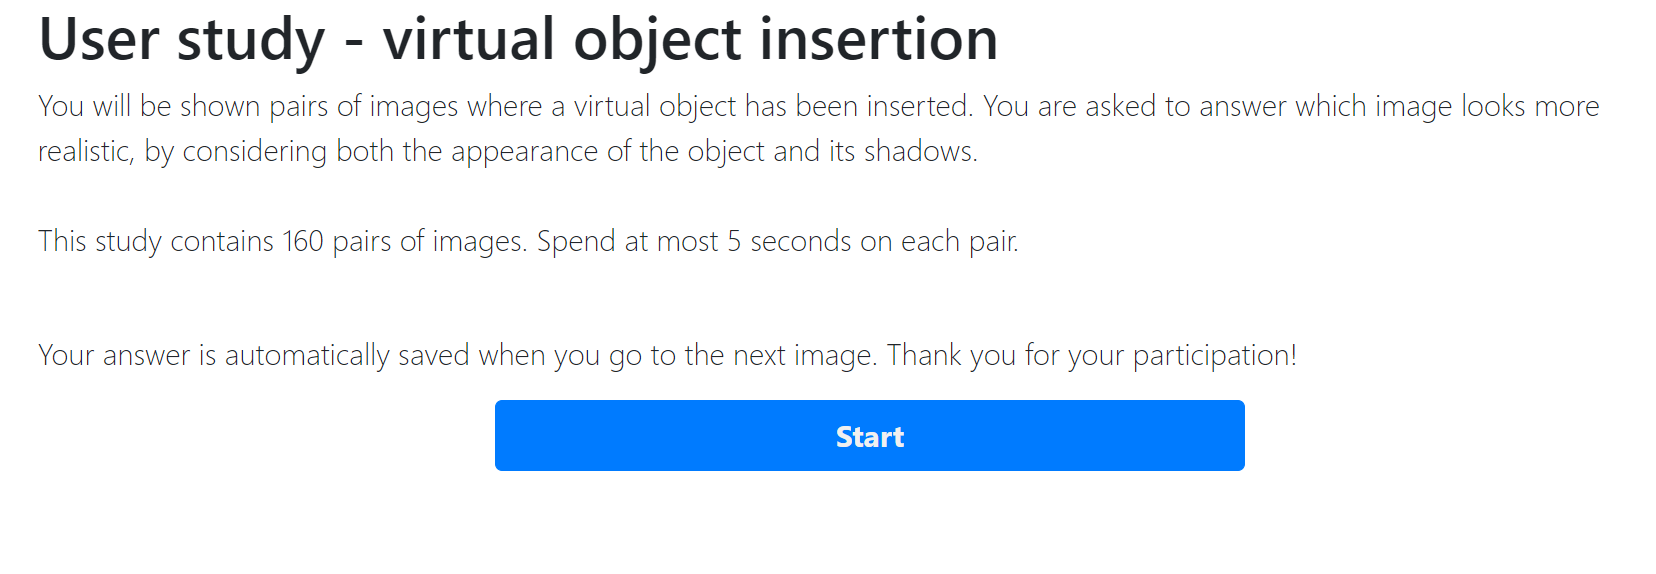 User study - virtual object insertion
You will be shown pairs of images where a virtual object has been inserted. You are asked to answer which image looks more
realistic, by considering both the appearance of the object and its shadows.
This study contains 160 pairs of images. Spend at most 5 seconds on each pair.
Your answer is automatically saved when you go to the next image. Thank you for your participation!
Start